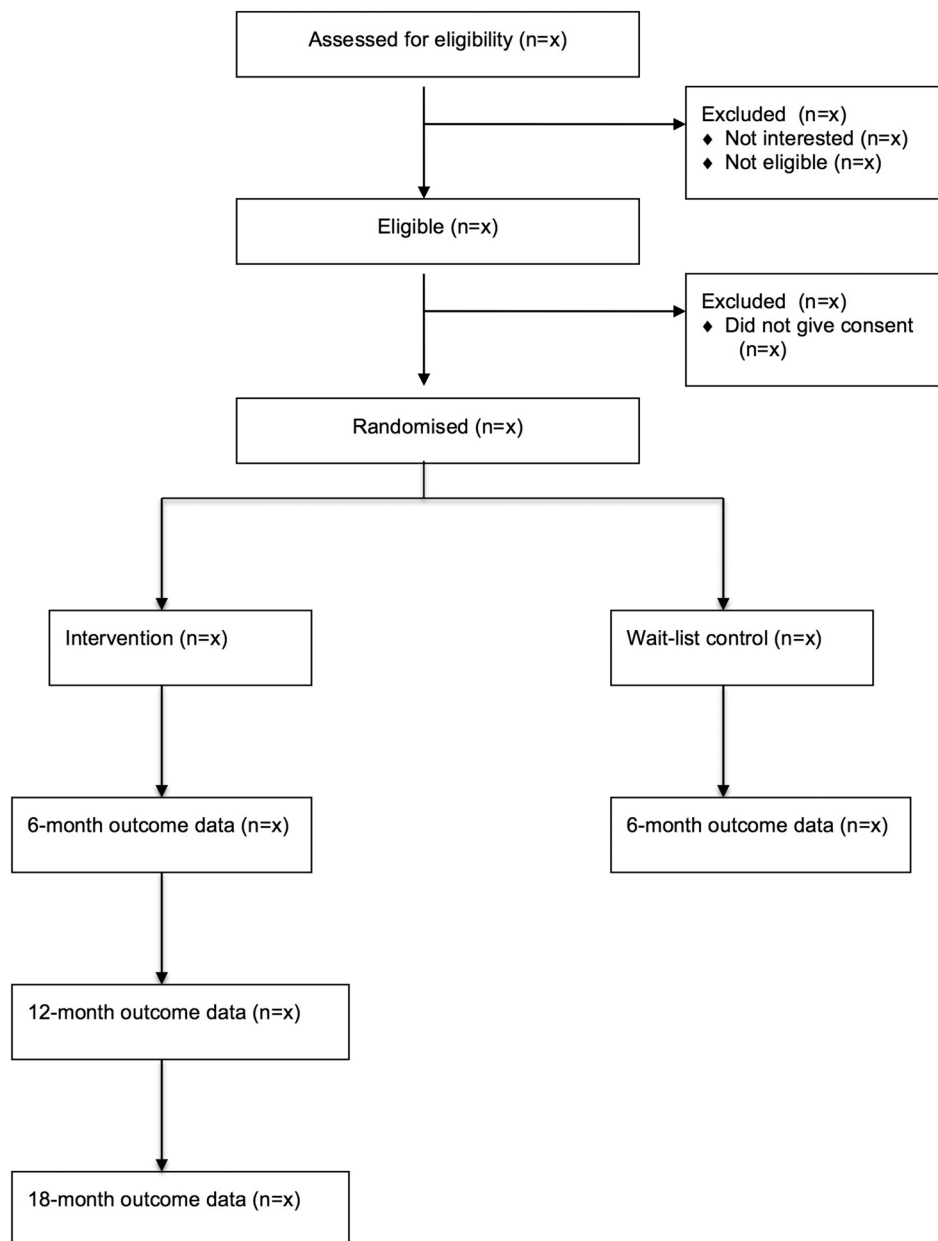 Assessed for eligibility (n=x)
Excluded  (n=x)
♦ Not interested (n=x)
♦ Not eligible (n=x)
Eligible (n=x)
Excluded  (n=x)
♦ Did not give consent
(n=x)
Randomised (n=x)
Intervention (n=x)
Wait-list control (n=x)
6-month outcome data (n=x)
6-month outcome data (n=x)
12-month outcome data (n=x)
18-month outcome data (n=x)